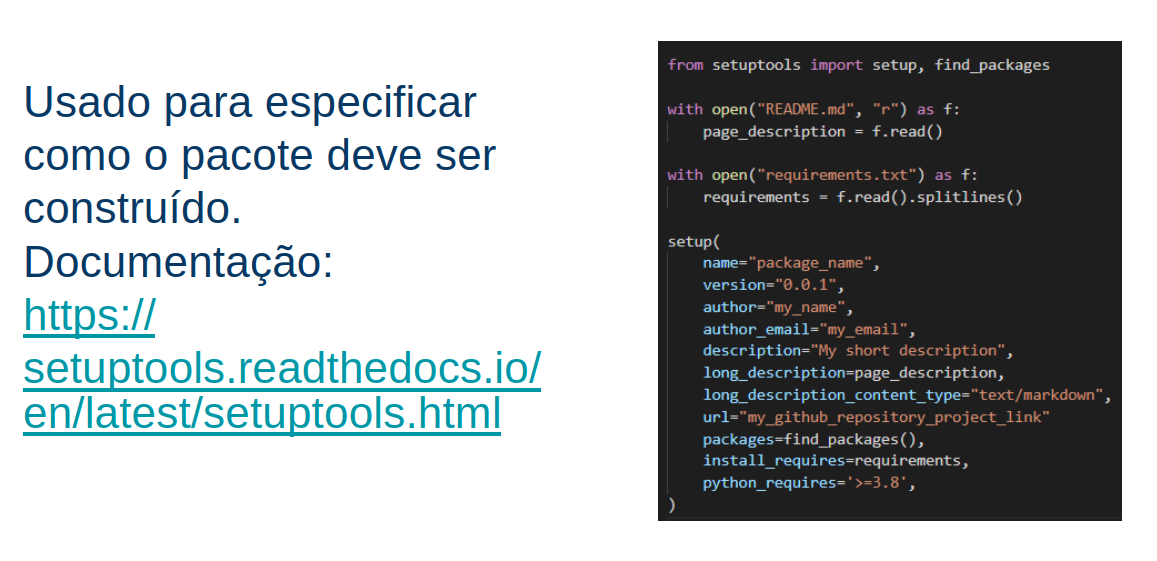 Usado para especificar
como o pacote deve ser
construído.
Documentação:
https://
setuptools.readthedocs.io/
en/latest/setuptools.html
from setuptools import setup, find_packages
with open("README.md", "r") as f:
    page_description = f.read()
with open("requirements.txt") as f:
    requirements = f.read().splitlines()
setup(
    name="package_name",
    version="0.0.1",
    author="my_name",
    author_email="my_email",
    description="My short description",
    long_description=page_description,
    long_description_content_type="text/markdown",
    url="my_github_repository_project_link"
    packages=find_packages(),
    install_requires=requirements,
    python_requires='>=3.8',
)